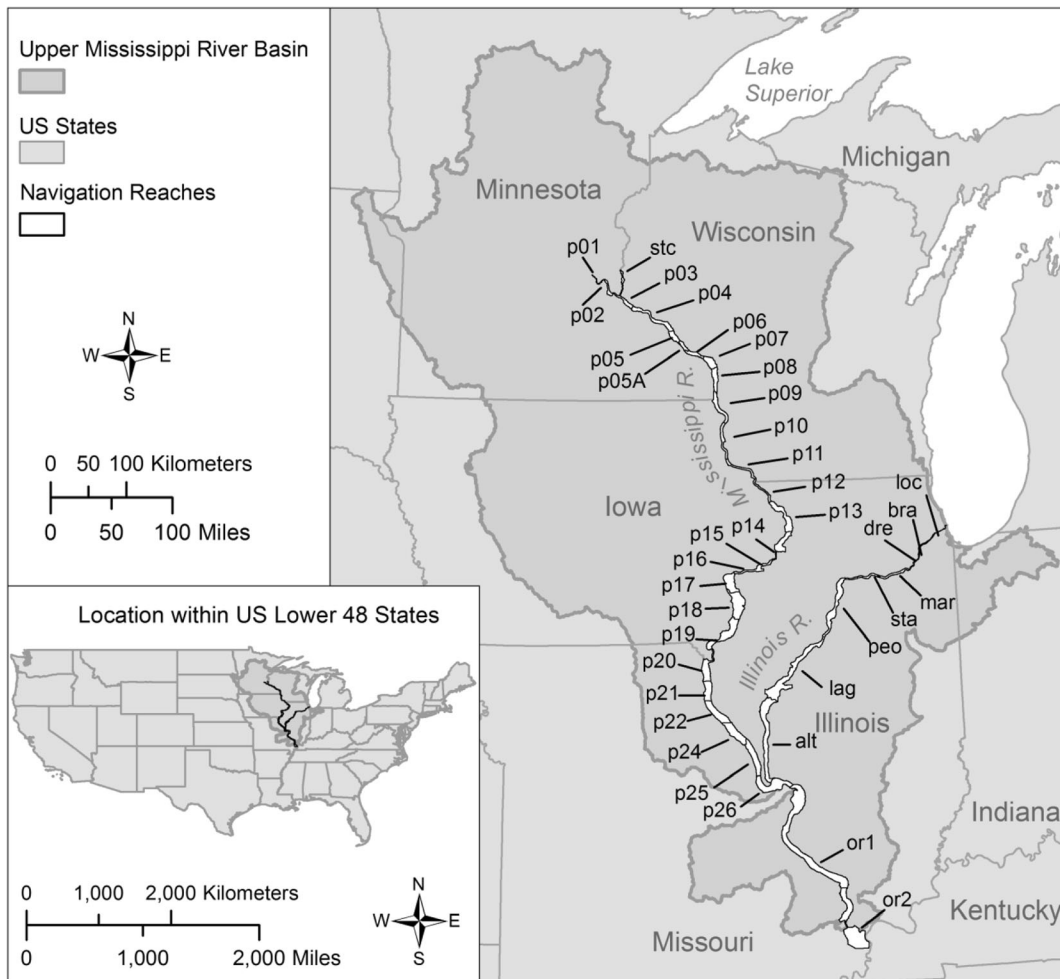 Upper Mississippi River Basin
US States
Navigation Reaches
N
W E
S
0 50 100 Kilometers
0 50 100 Miles
Location within US Lower 48 States
0 1,000 2,000 Kilometers
0 1,000 2,000 Miles
N
W E
S
Lake
Superior
Michigan
Minnesota
Wisconsin
p01
stc
p03
p02
p04
p06
p05
p07
p05A
p08
p09
Mississippi R.
p10
p11
p12
loc
Iowa
p13
bra
p14
dre
p15
p16
p17
mar
sta
p18
p19
peo
Illinois R.
p20
lag
p21
Illinois
p22
alt
p24
p25
p26
Indiana
or1
or2
Kentucky
Missouri